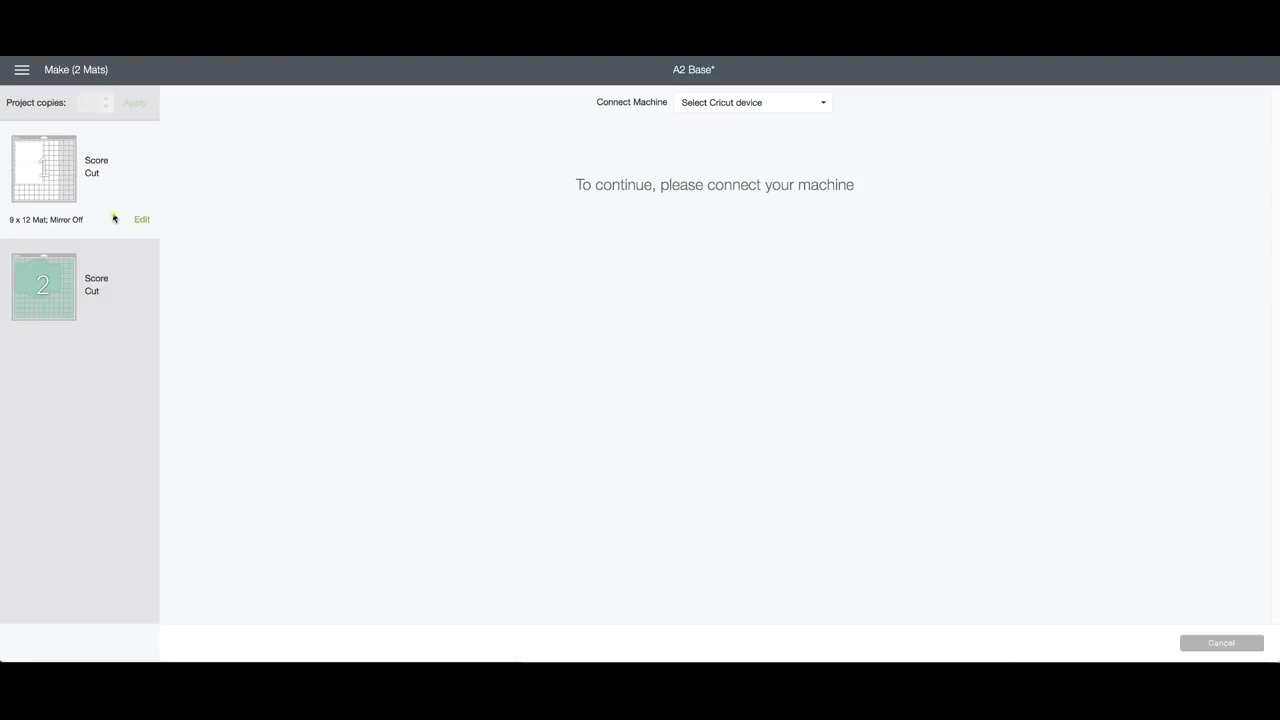 Make (2 Mats)
A2 Base*
Project copies:
Apply
Connect Machine
Select Cricut device
1
Score
Cut
To continue, please connect your machine
9 x 12 Mat; Mirror Off
Edit
2
Score
Cut
Cancel